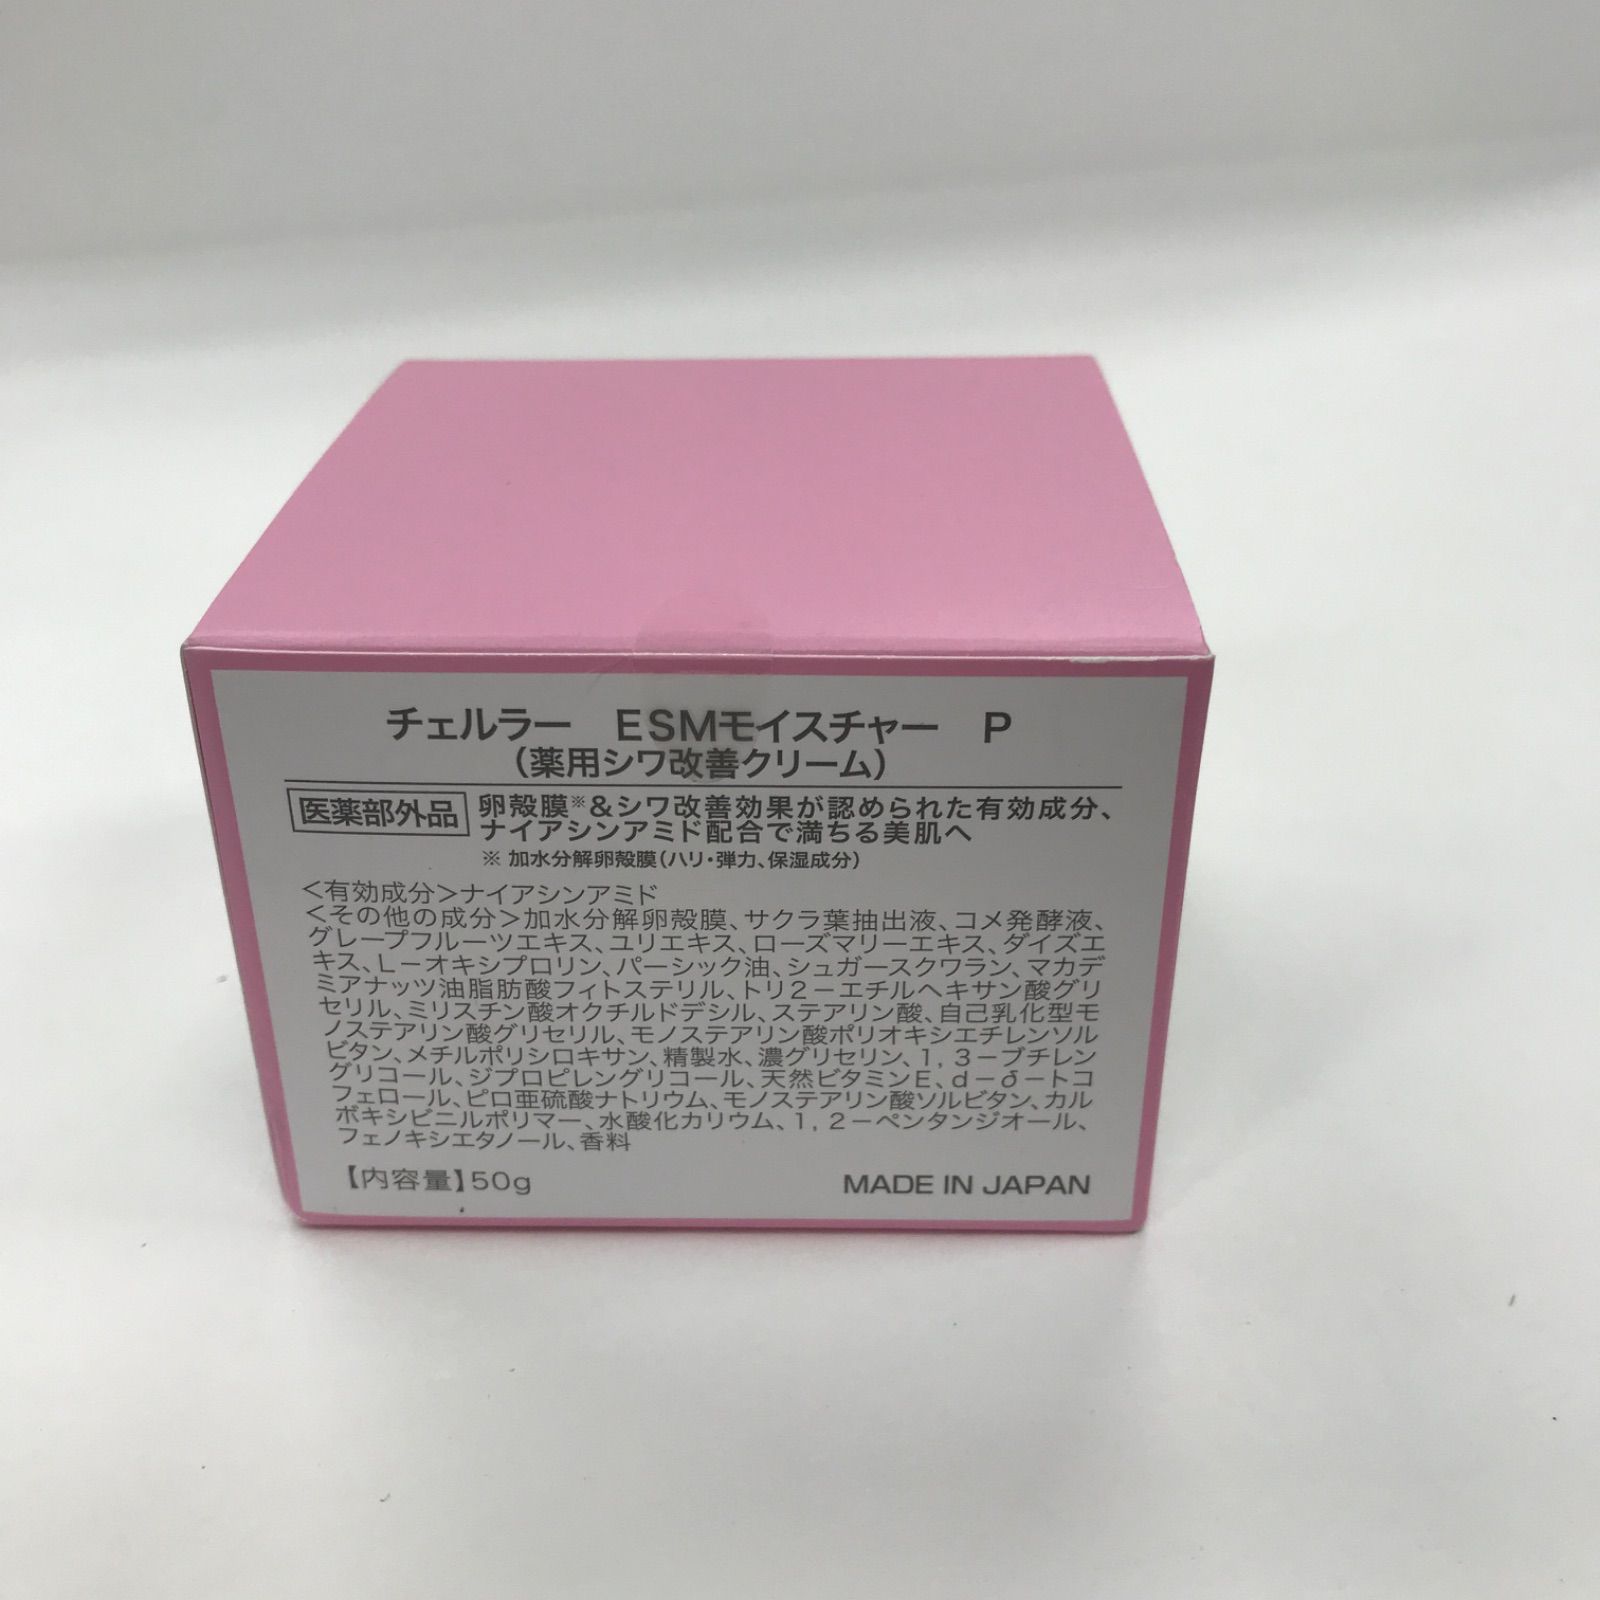 チェルラー　ESMモイスチャー　P
（薬用シワ改善クリーム）
医薬部外品
卵殻膜※＆シワ改善効果が認められた有効成分、
ナイアシンアミド配合で満ちる美肌へ
※ 加水分解卵殻膜（ハリ・弾力、保湿成分）
＜有効成分＞ナイアシンアミド
＜その他の成分＞加水分解卵殻膜、サクラ葉抽出液、コメ発酵液、
グレープフルーツエキス、ユリエキス、ローズマリーエキス、ダイズエ
キス、L－オキシプロリン、パーシック油、シュガースクワラン、マカデ
ミアナッツ油脂肪酸フィトステリル、トリ2－エチルヘキサン酸グリ
セリル、ミリスチン酸オクチルドデシル、ステアリン酸、自己乳化型モ
ノステアリン酸グリセリル、モノステアリン酸ポリオキシエチレンソル
ビタン、メチルポリシロキサン、精製水、濃グリセリン、1，3－ブチレン
グリコール、ジプロピレングリコール、天然ビタミンE、d－δ－トコ
フェロール、ピロ亜硫酸ナトリウム、モノステアリン酸ソルビタン、カル
ボキシビニルポリマー、水酸化カリウム、1，2－ペンタンジオール、
フェノキシエタノール、香料
【内容量】50g
MADE IN JAPAN